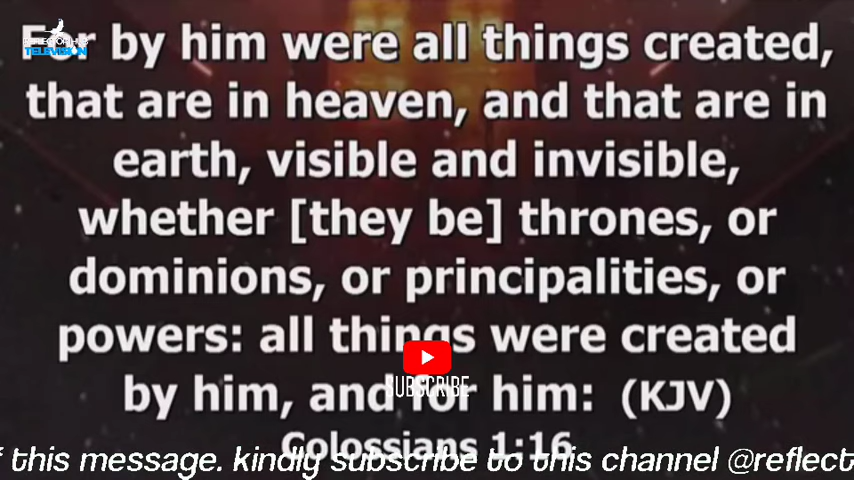 For by him were all things created,
that are in heaven, and that are in
earth, visible and invisible,
whether [they be] thrones, or
dominions, or principalities, or
powers: all things were created
by him, and for him: (KJV)
Colossians 1:16
TELEVISION
SUBSCRIBE
this message. kindly subscribe to this channel @reflect